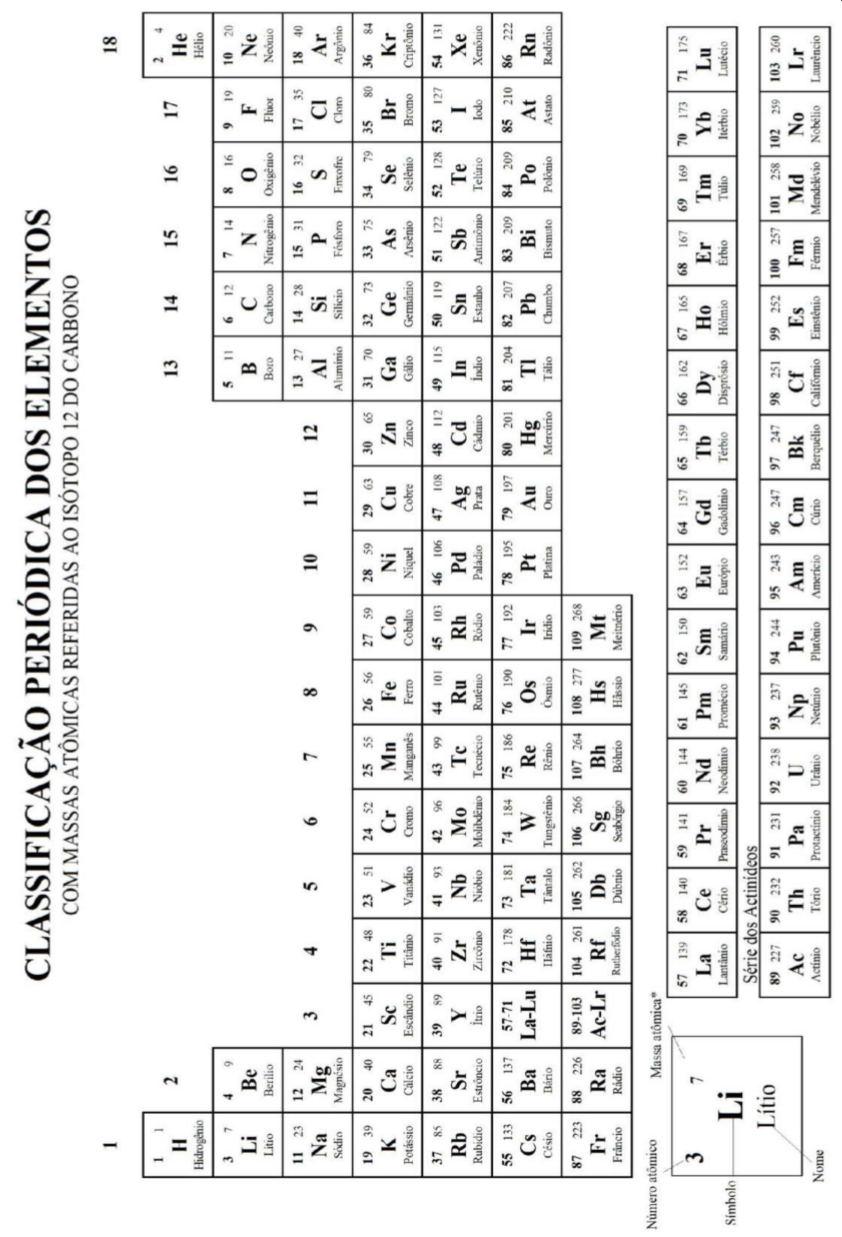 CLASSIFICAÇÃO PERIÓDICA DOS ELEMENTOS
COM MASSAS ATÔMICAS REFERIDAS AO ISÓTOPO 12 DO CARBONO
1 18
1 1 2 13 14 15 16 17 2 4
H He
Hidrogênio Hélio
3 7 4 9 5 11 6 12 7 14 8 16 9 19 10 20
Li Be B C N O F Ne
Lítio Berílio Boro Carbono Nitrogênio Oxigênio Flúor Neônio
11 23 12 24 13 27 14 28 15 31 16 32 17 35 18 40
Na Mg Al Si P S Cl Ar
Sódio Magnésio Alumínio Silício Fósforo Enxofre Cloro Argônio
3 4 5 6 7 8 9 10 11 12
19 39 20 40 21 45 22 48 23 51 24 52 25 55 26 56 27 59 28 59 29 63 30 65 31 70 32 73 33 75 34 79 35 80 36 84
K Ca Sc Ti V Cr Mn Fe Co Ni Cu Zn Ga Ge As Se Br Kr
Potássio Cálcio Escândio Titânio Vanádio Cromo Manganês Ferro Cobalto Níquel Cobre Zinco Gálio Germânio Arsênio Selênio Bromo Criptônio
37 85 38 88 39 89 40 91 41 93 42 96 43 99 44 101 45 103 46 106 47 108 48 112 49 115 50 119 51 122 52 128 53 127 54 131
Rb Sr Y Zr Nb Mo Tc Ru Rh Pd Ag Cd In Sn Sb Te I Xe
Rubídio Estrôncio Ítrio Zircônio Nióbio Molibdênio Tecnécio Rutênio Ródio Paládio Prata Cádmio Índio Estanho Antimônio Telúrio Iodo Xenônio
55 133 56 137 57-71 72 178 73 181 74 184 75 186 76 190 77 192 78 195 79 197 80 201 81 204 82 207 83 209 84 209 85 210 86 222
Cs Ba La-Lu Hf Ta W Re Os Ir Pt Au Hg Tl Pb Bi Po At Rn
Césio Bário Háfnio Tântalo Tungstênio Rênio Ósmio Irídio Platina Ouro Mercúrio Tálio Chumbo Bismuto Polônio Astato Radônio
87 223 88 226 89-103 104 261 105 262 106 266 107 264 108 277 109 268
Fr Ra Ac-Lr Rf Db Sg Bh Hs Mt
Frâncio Rádio Rutherfódio Dúbnio Seabórgio Bóhrio Hássio Meitnério
Número atômico Massa atômica*
3 7
Li
Lítio
Símbolo
Nome
57 139 58 140 59 141 60 144 61 145 62 150 63 152 64 157 65 159 66 162 67 165 68 167 69 169 70 173 71 175
La Ce Pr Nd Pm Sm Eu Gd Tb Dy Ho Er Tm Yb Lu
Lantânio Cério Praseodímio Neodímio Promécio Samário Európio Gadolínio Térbio Disprósio Hólmio Érbio Túlio Itérbio Lutécio
Série dos Actinídeos
89 227 90 232 91 231 92 238 93 237 94 244 95 243 96 247 97 247 98 251 99 252 100 257 101 258 102 259 103 260
Ac Th Pa U Np Pu Am Cm Bk Cf Es Fm Md No Lr
Actínio Tório Protactínio Urânio Netúnio Plutônio Amerício Cúrio Berquélio Califórnio Einstênio Férmio Mendelévio Nobélio Laurêncio